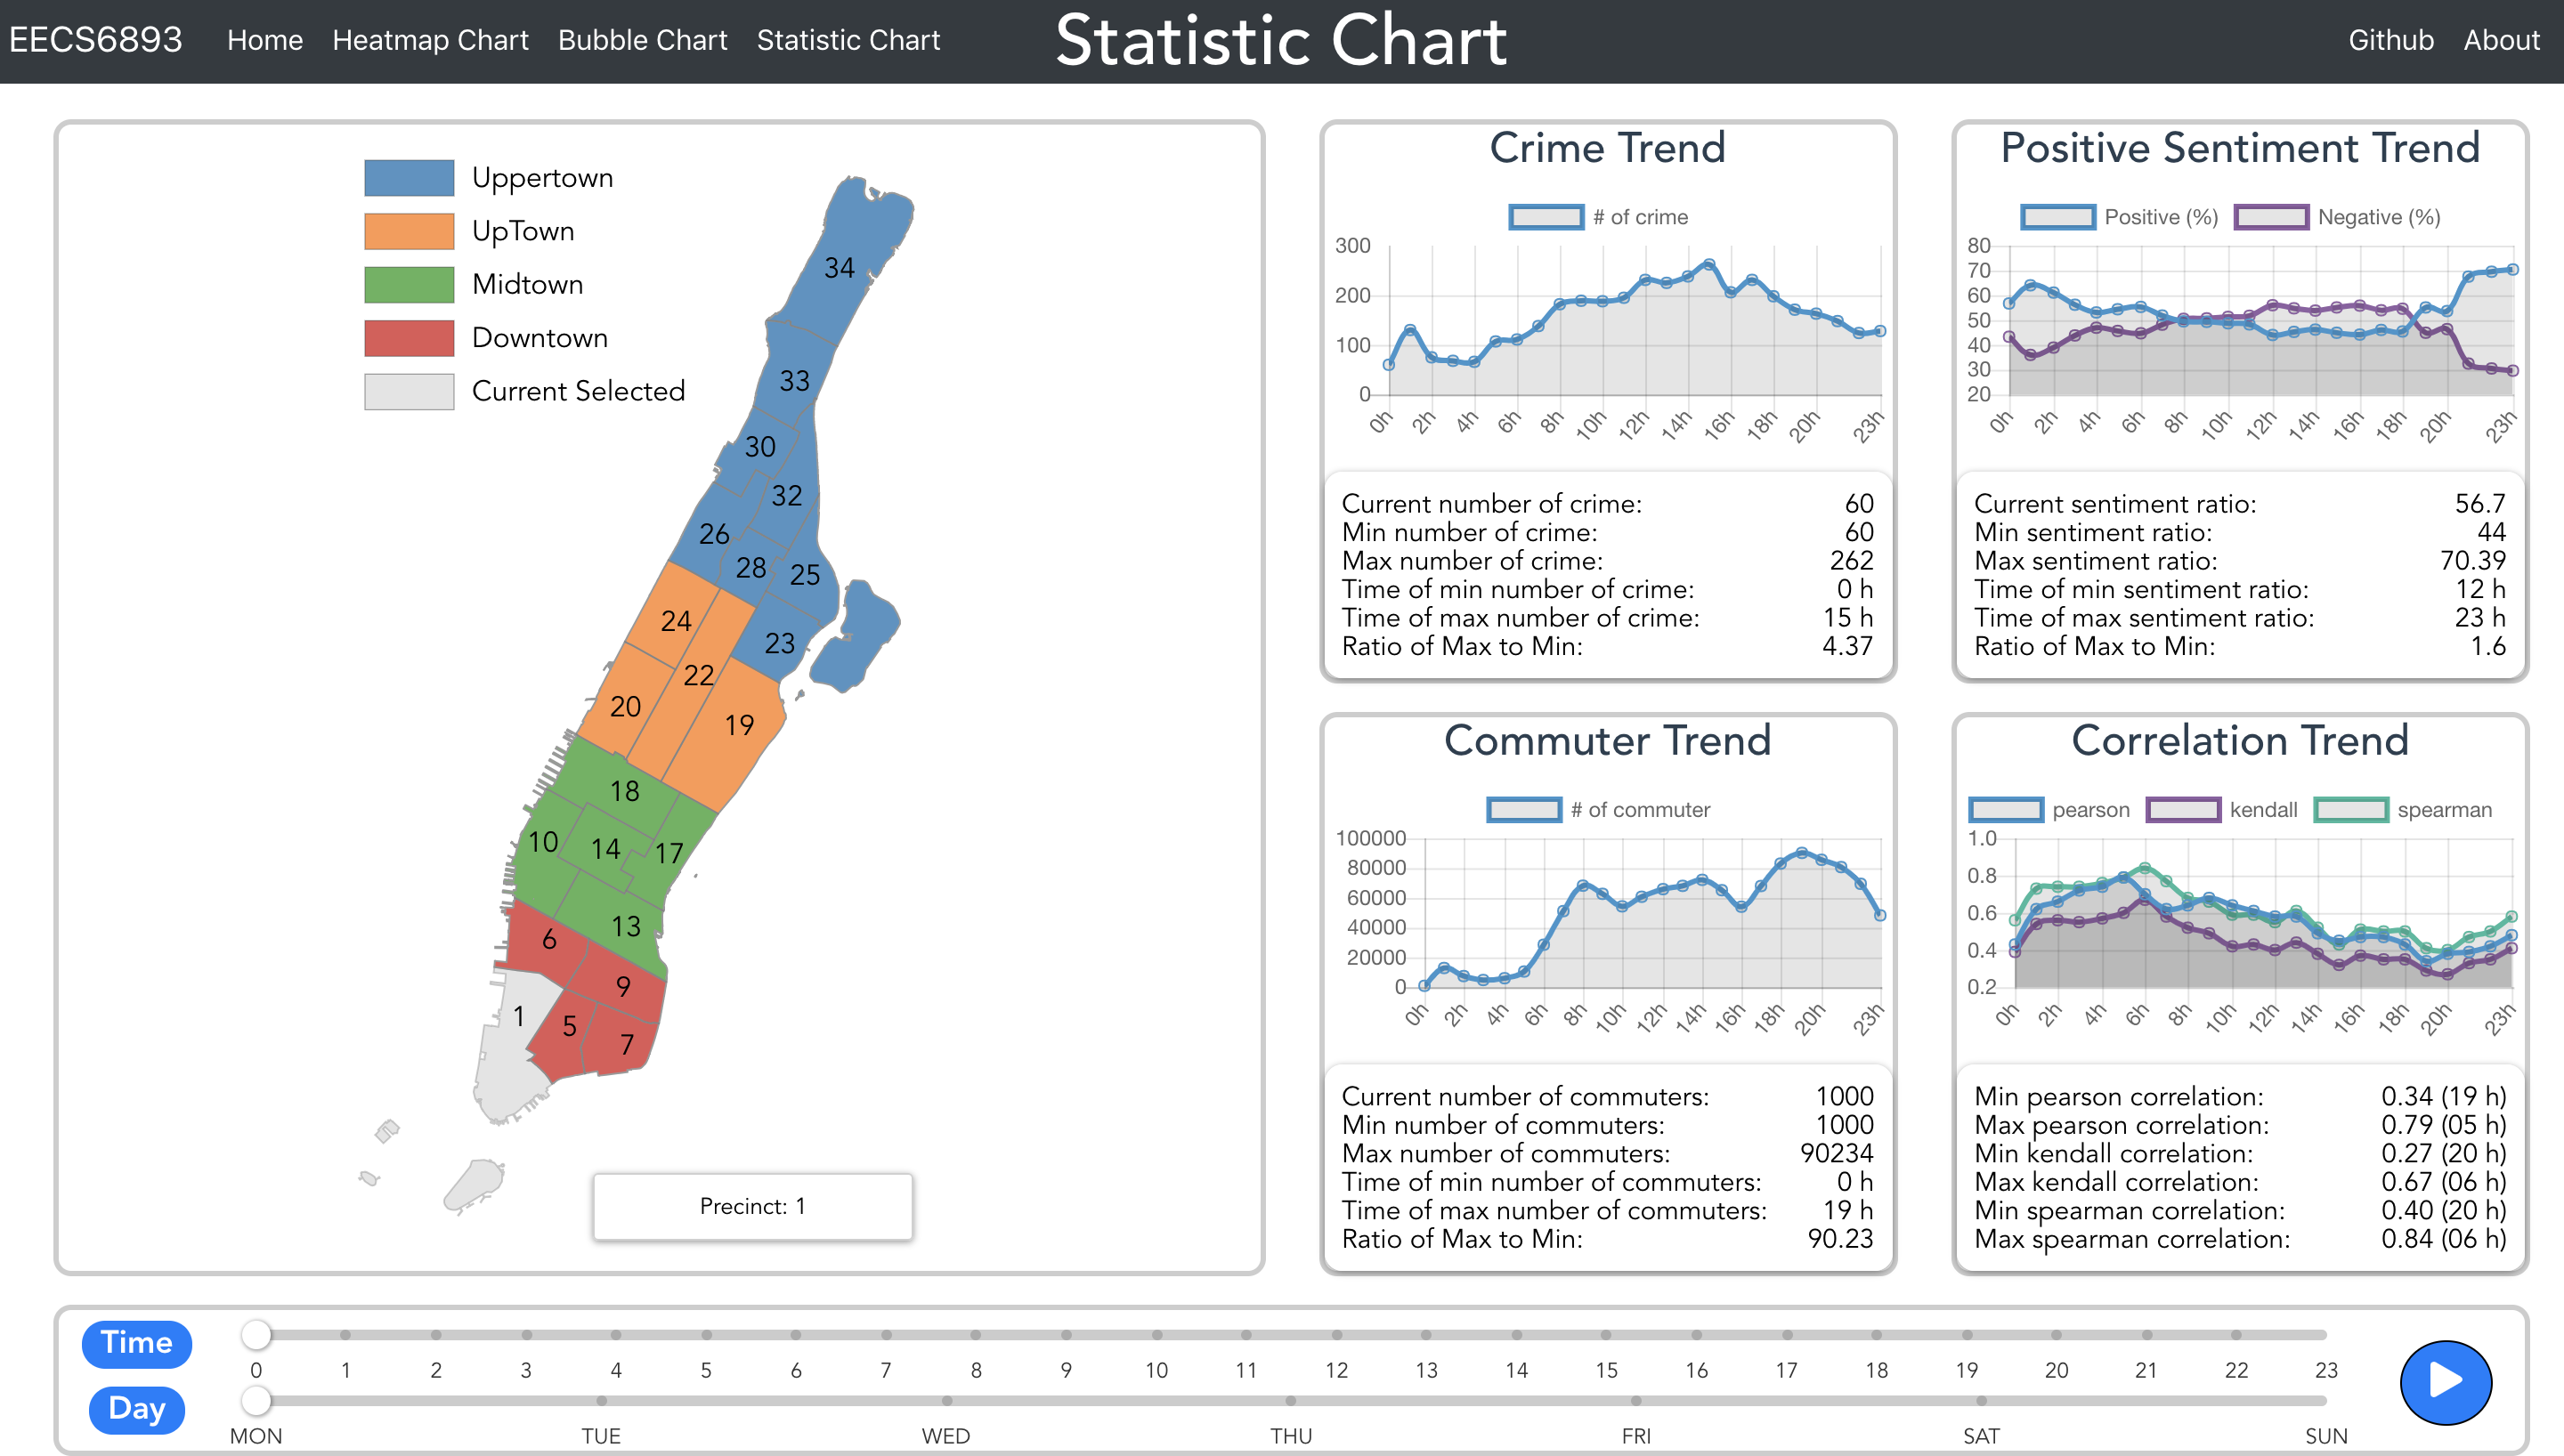 EECS6893 Home Heatmap Chart Bubble Chart Statistic Chart Statistic Chart Github About
Uppertown
UpTown
Midtown
Downtown
Current Selected
34
33
30
32
26
28
25
24
23
22
20
19
18
10
14
17
13
6
9
1
5
7
Precinct: 1
Crime Trend
# of crime
300
200
100
0
0h 2h 4h 6h 8h 10h 12h 14h 16h 18h 20h 23h
Current number of crime: 60
Min number of crime: 60
Max number of crime: 262
Time of min number of crime: 0 h
Time of max number of crime: 15 h
Ratio of Max to Min: 4.37
Positive Sentiment Trend
Positive (%) Negative (%)
80
70
60
50
40
30
20
0h 2h 4h 6h 8h 10h 12h 14h 16h 18h 20h 23h
Current sentiment ratio: 56.7
Min sentiment ratio: 44
Max sentiment ratio: 70.39
Time of min sentiment ratio: 12 h
Time of max sentiment ratio: 23 h
Ratio of Max to Min: 1.6
Commuter Trend
# of commuter
100000
80000
60000
40000
20000
0
0h 2h 4h 6h 8h 10h 12h 14h 16h 18h 20h 23h
Current number of commuters: 1000
Min number of commuters: 1000
Max number of commuters: 90234
Time of min number of commuters: 0 h
Time of max number of commuters: 19 h
Ratio of Max to Min: 90.23
Correlation Trend
pearson kendall spearman
1.0
0.8
0.6
0.4
0.2
0h 2h 4h 6h 8h 10h 12h 14h 16h 18h 20h 23h
Min pearson correlation: 0.34 (19 h)
Max pearson correlation: 0.79 (05 h)
Min kendall correlation: 0.27 (20 h)
Max kendall correlation: 0.67 (06 h)
Min spearman correlation: 0.40 (20 h)
Max spearman correlation: 0.84 (06 h)
Time
0 1 2 3 4 5 6 7 8 9 10 11 12 13 14 15 16 17 18 19 20 21 22 23
Day
MON TUE WED THU FRI SAT SUN